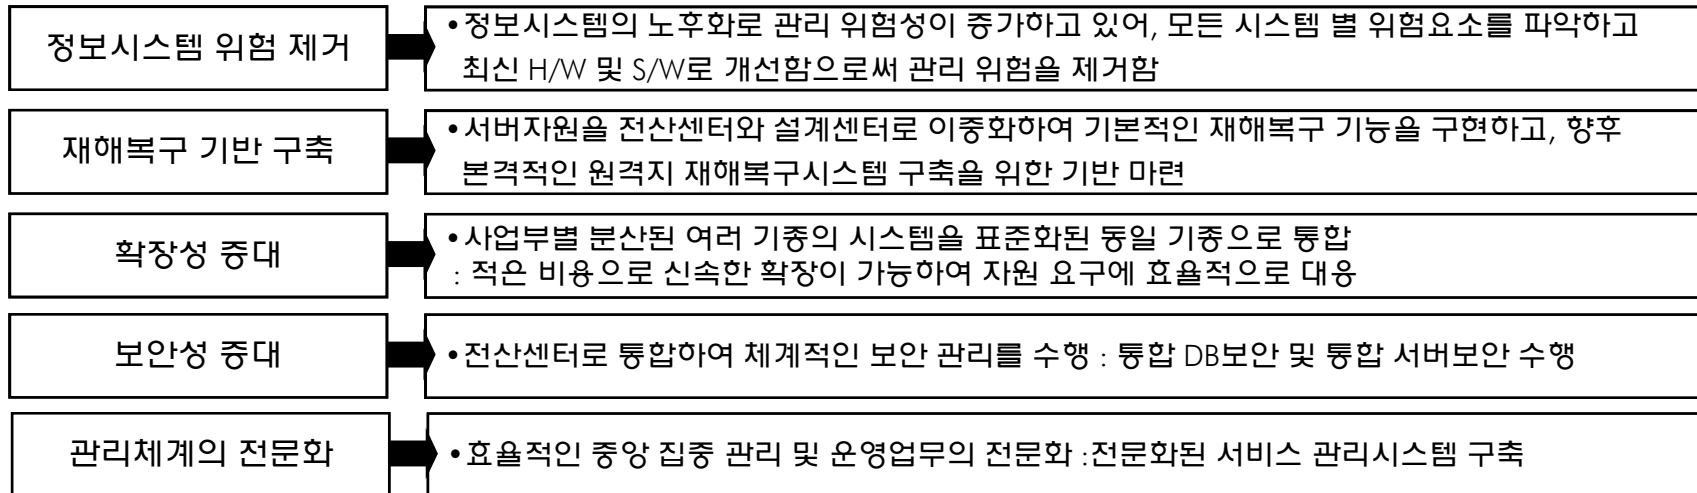 정보시스템 위험 제거
•정보시스템의 노후화로 관리 위험성이 증가하고 있어, 모든 시스템 별 위험요소를 파악하고
최신 H/W 및 S/W로 개선함으로써 관리 위험을 제거함
재해복구 기반 구축
•서버자원을 전산센터와 설계센터로 이중화하여 기본적인 재해복구 기능을 구현하고, 향후
본격적인 원격지 재해복구시스템 구축을 위한 기반 마련
확장성 증대
•사업부별 분산된 여러 기종의 시스템을 표준화된 동일 기종으로 통합
: 적은 비용으로 신속한 확장이 가능하여 자원 요구에 효율적으로 대응
보안성 증대
•전산센터로 통합하여 체계적인 보안 관리를 수행 : 통합 DB보안 및 통합 서버보안 수행
관리체계의 전문화
•효율적인 중앙 집중 관리 및 운영업무의 전문화 :전문화된 서비스 관리시스템 구축